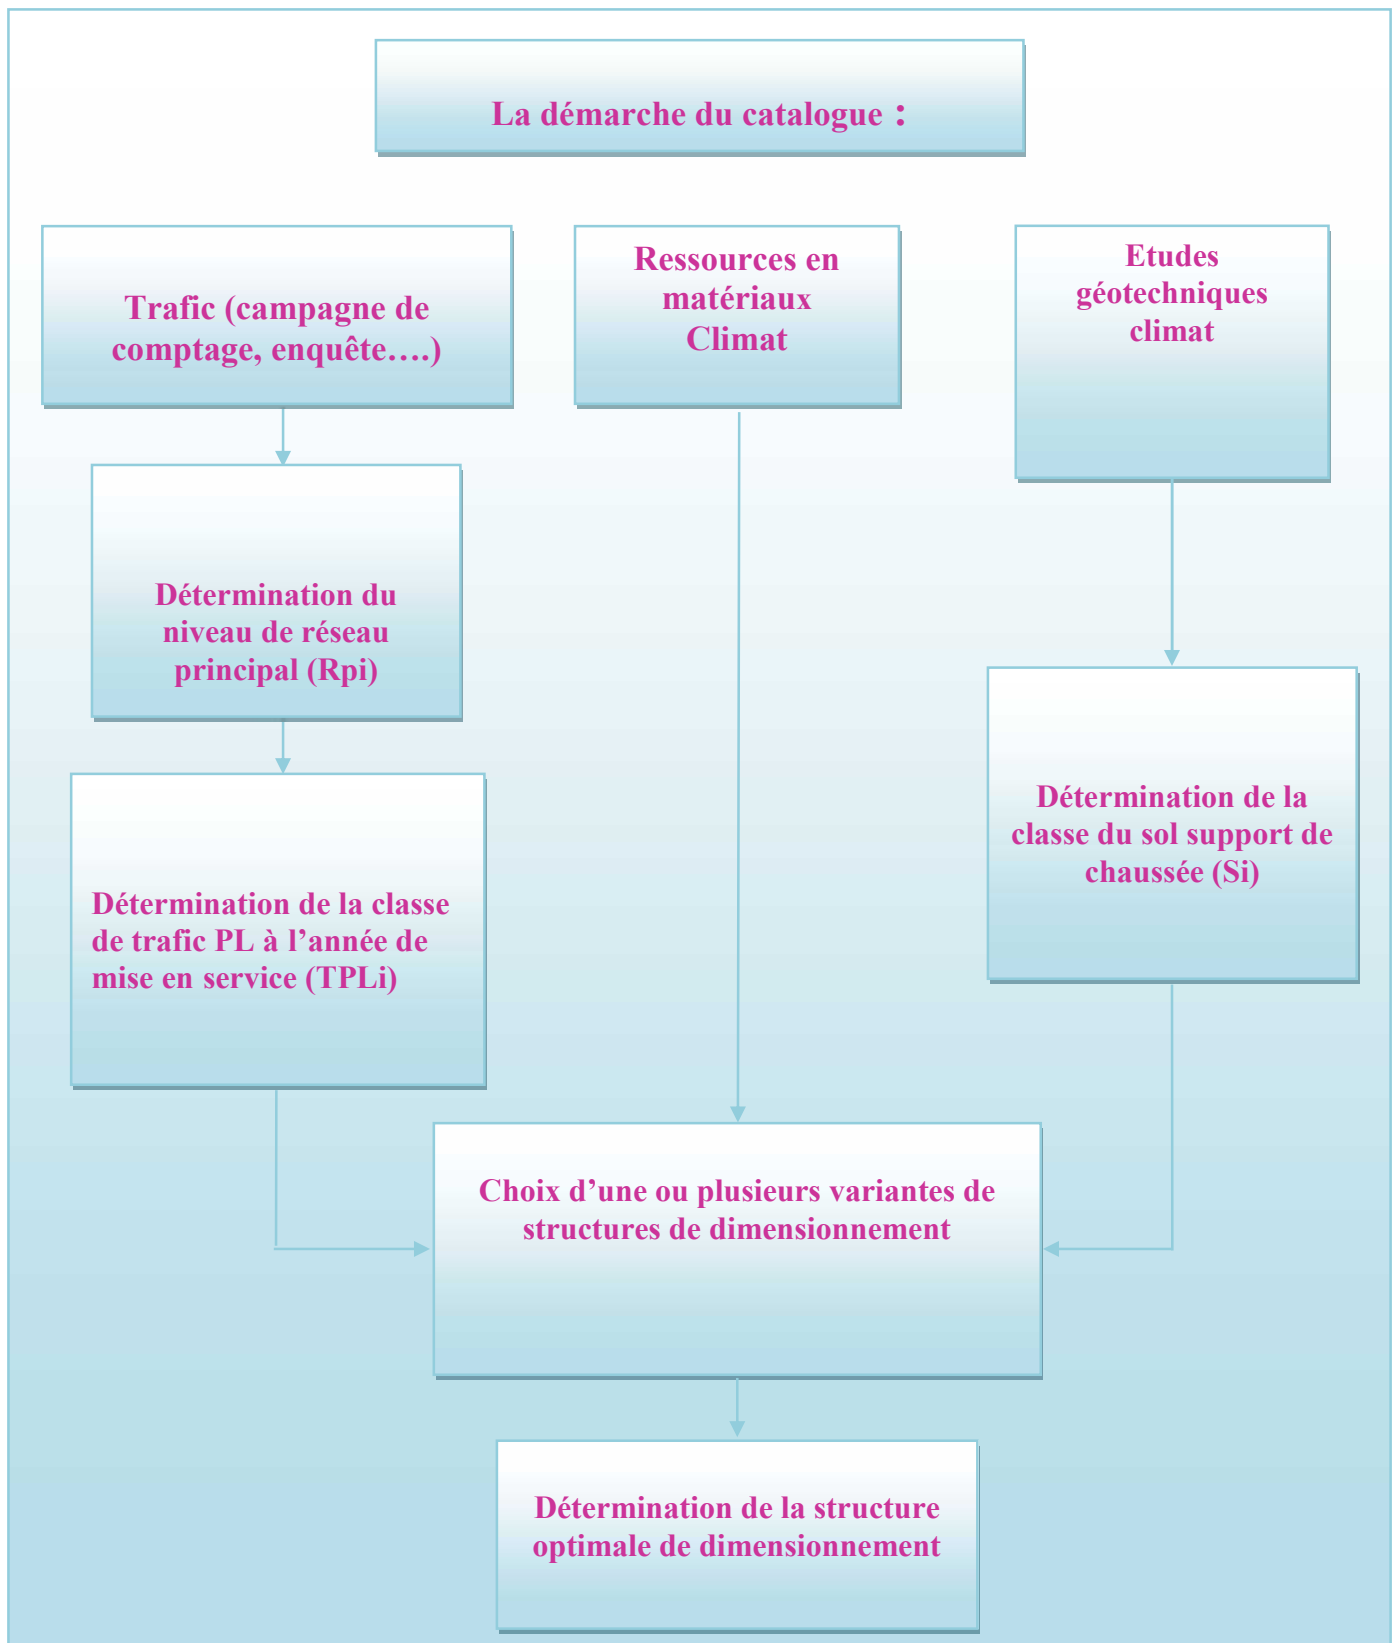 La démarche du catalogue :
Trafic (campagne de
comptage, enquête….)
Ressources en
matériaux
Climat
Etudes
géotechniques
climat
Détermination du
niveau de réseau
principal (Rpi)
Détermination de la classe
de trafic PL à l’année de
mise en service (TPLi)
Détermination de la
classe du sol support de
chaussée (Si)
Choix d’une ou plusieurs variantes de
structures de dimensionnement
Détermination de la structure
optimale de dimensionnement